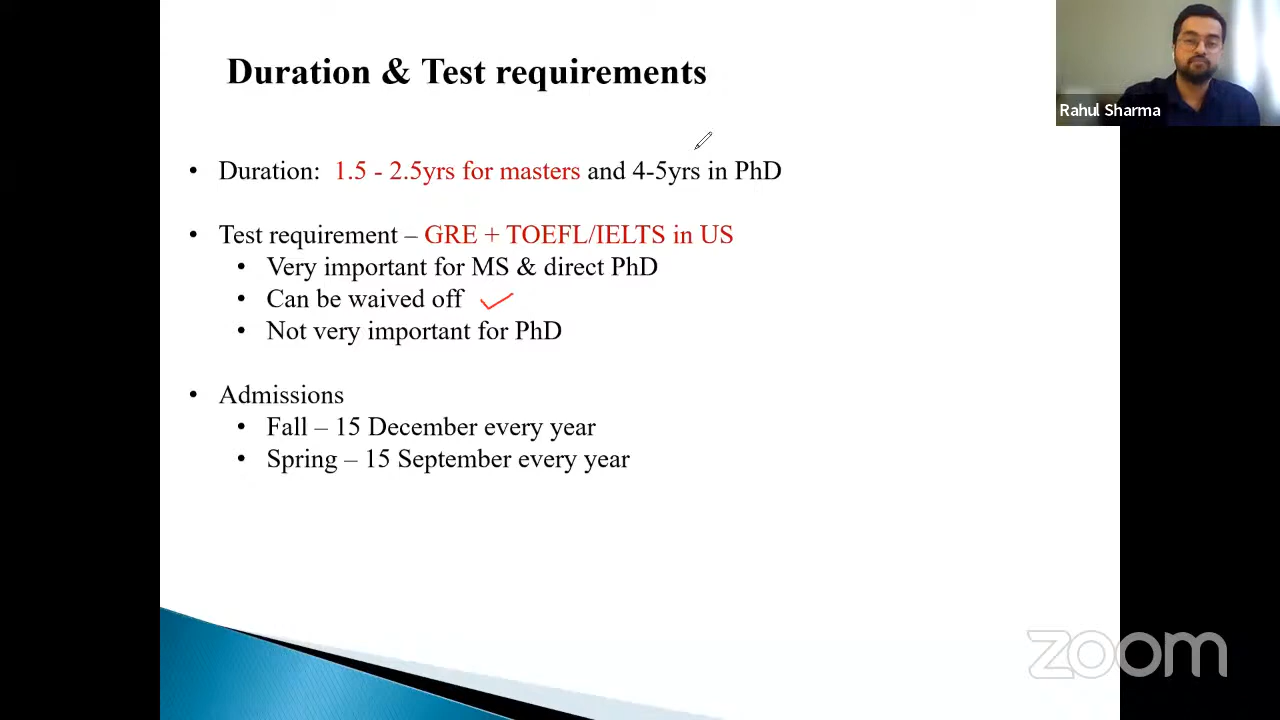 Duration & Test requirements
Rahul Sharma
• Duration: 1.5 - 2.5yrs for masters and 4-5yrs in PhD
• Test requirement – GRE + TOEFL/IELTS in US
• Very important for MS & direct PhD
• Can be waived off
• Not very important for PhD
• Admissions
• Fall – 15 December every year
• Spring – 15 September every year
zoom